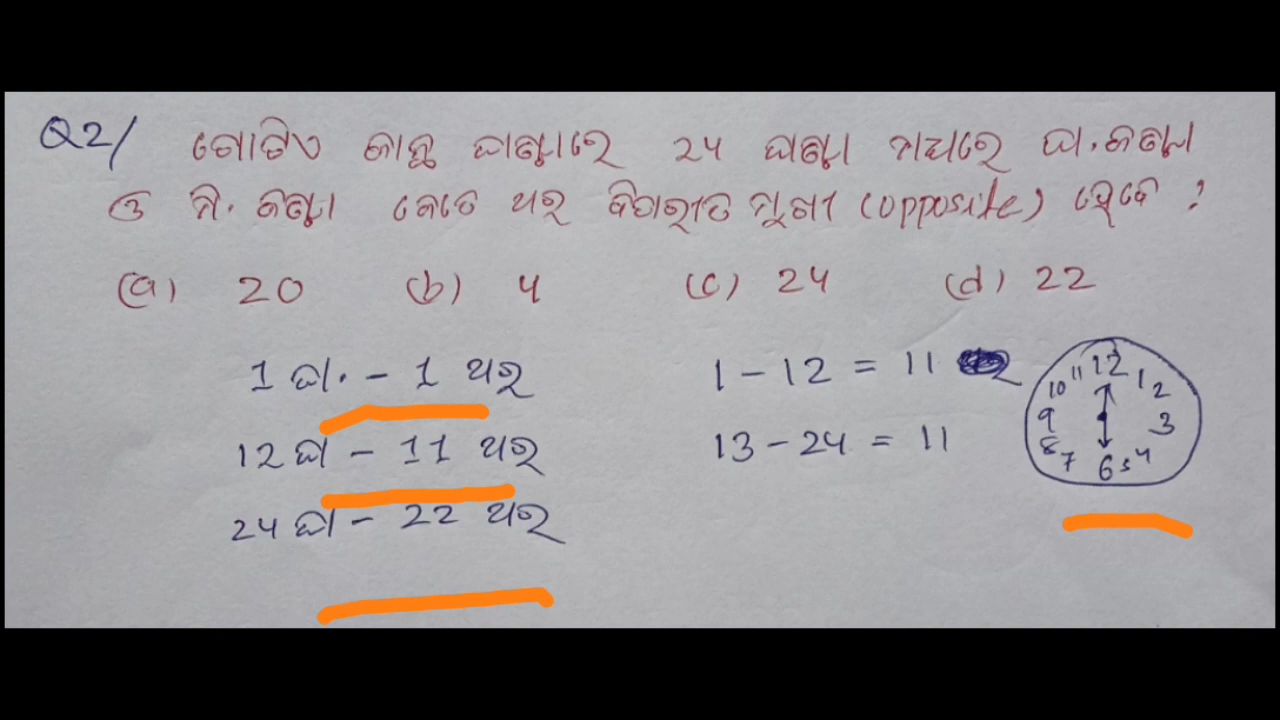 Q2/ ଗୋଟିଏ କାନ୍ଥ ଘଣ୍ଟାରେ 24 ଘଣ୍ଟା ମଧ୍ୟରେ ଘ.କଣ୍ଟା
ଓ ମି. କଣ୍ଟା କେତେ ଥର ବିପରୀତ ମୁଖୀ (opposite) ହେବେ ?
(a) 20 (b) 4 (c) 24 (d) 22
1 ଘ. - 1 ଥର
12 ଘ - 11 ଥର
24 ଘ - 22 ଥର
1 - 12 = 11
13 - 24 = 11
12 1 2 3 4 5 6 7 8 9 10 11